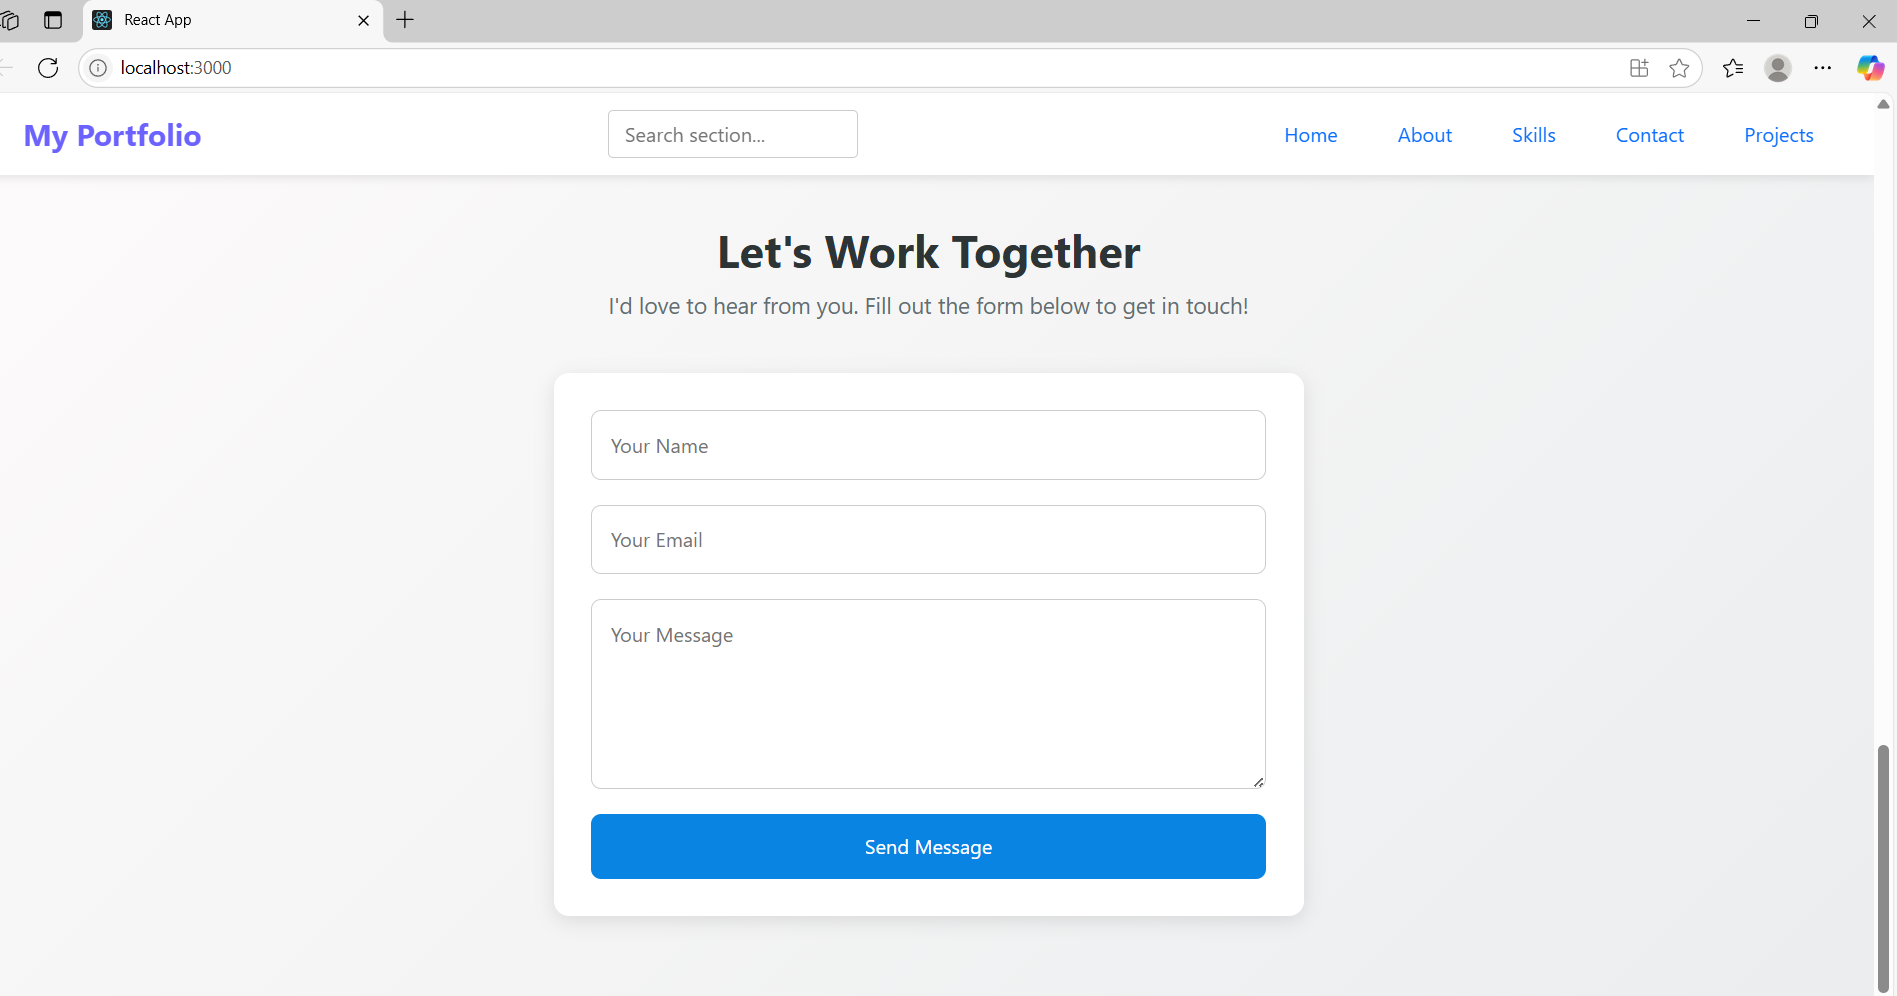 React App
localhost:3000
My Portfolio
Search section...
Home About Skills Contact Projects
Let's Work Together
I'd love to hear from you. Fill out the form below to get in touch!
Your Name
Your Email
Your Message
Send Message